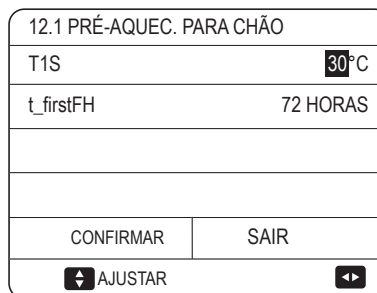 12.1 PRÉ-AQUEC. PARA CHÃO
T1S 30°C
t_firstFH 72 HORAS
CONFIRMAR SAIR
AJUSTAR